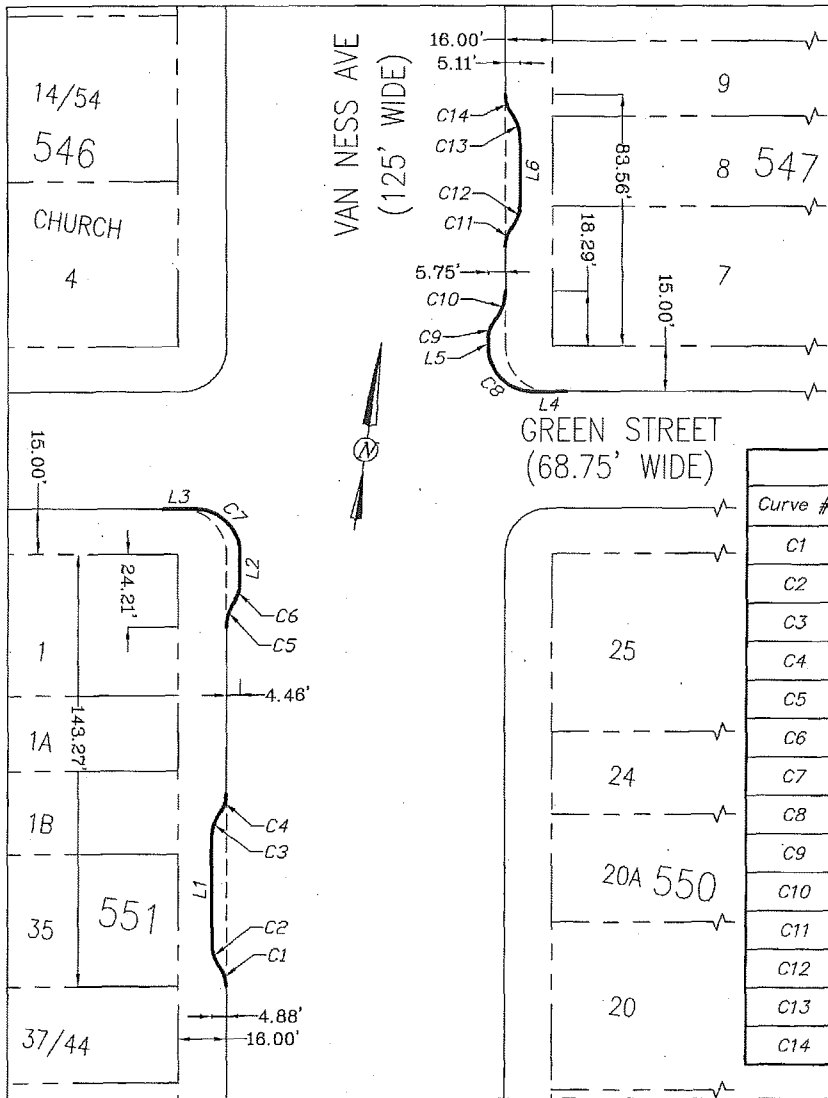 14/54
546
CHURCH
4
VAN NESS AVE
(125' WIDE)
16.00'
5.11'
C14
C13
L6
C12
C11
5.75'
C10
C9
L5
C8
L4
83.56'
18.29'
15.00'
9
8 547
7
N
GREEN STREET
(68.75' WIDE)
15.00'
L3
C7
L2
24.21'
C6
C5
1
4.46'
143.27'
1A
1B
C4
C3
L1
35
551
C2
C1
4.88'
16.00'
37/44
25
24
20A 550
20
Curve #
C1
C2
C3
C4
C5
C6
C7
C8
C9
C10
C11
C12
C13
C14